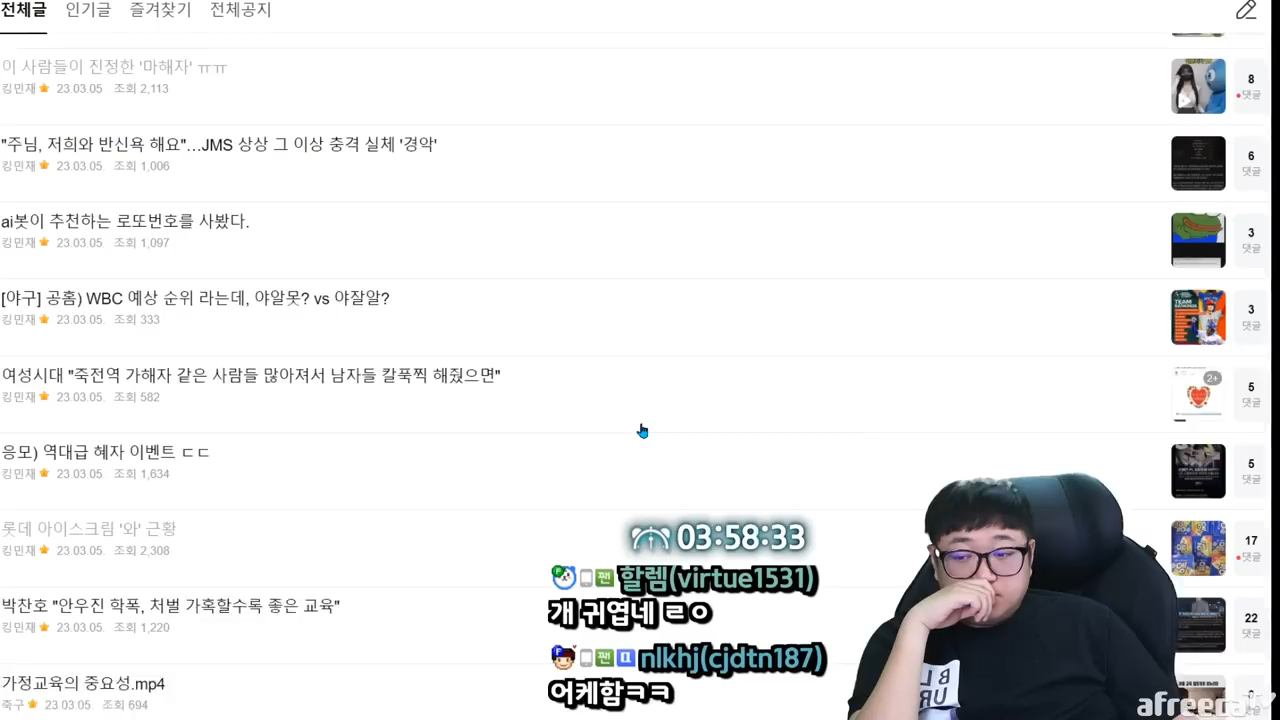 전체글 인기글 즐겨찾기 전체공지
이 사람들이 진정한 '마해자' ㅠㅠ
킹민재 23.03.05 조회 2,113
8
댓글
"주님, 저희와 반신욕 해요"...JMS 상상 그 이상 충격 실체 '경악'
킹민재 23.03.05 조회 1,006
6
댓글
ai봇이 추천하는 로또번호를 사봤다.
킹민재 23.03.05 조회 1,097
3
댓글
[야구] 공홈) WBC 예상 순위 라는데, 야알못? vs 야잘알?
킹민재 23.03.05. 조회 333
TEAM
3
댓글
여성시대 "죽전역 가해자 같은 사람들 많아져서 남자들 칼푹찍 해줬으면"
킹민재 23.03.05. 조회 582
2+
5
댓글
응모) 역대급 혜자 이벤트 ㄷㄷ
킹민재 23.03.05 조회 1,634
5
댓글
롯데 아이스크림 '와' 근황
킹민재 23.03.05. 조회 2,308
17
댓글
03:58:33
팬 할렘(virtue1531)
개 귀엽네 ㄹㅇ
박찬호 "안우진 학폭, 처벌 가혹할수록 좋은 교육"
킹민재 23.03.05.
22
댓글
팬 nlkhj(cjdtn187)
어케함ㅋㅋ
가정교육의 중요성.mp4
축구 조회 694
BL
UR